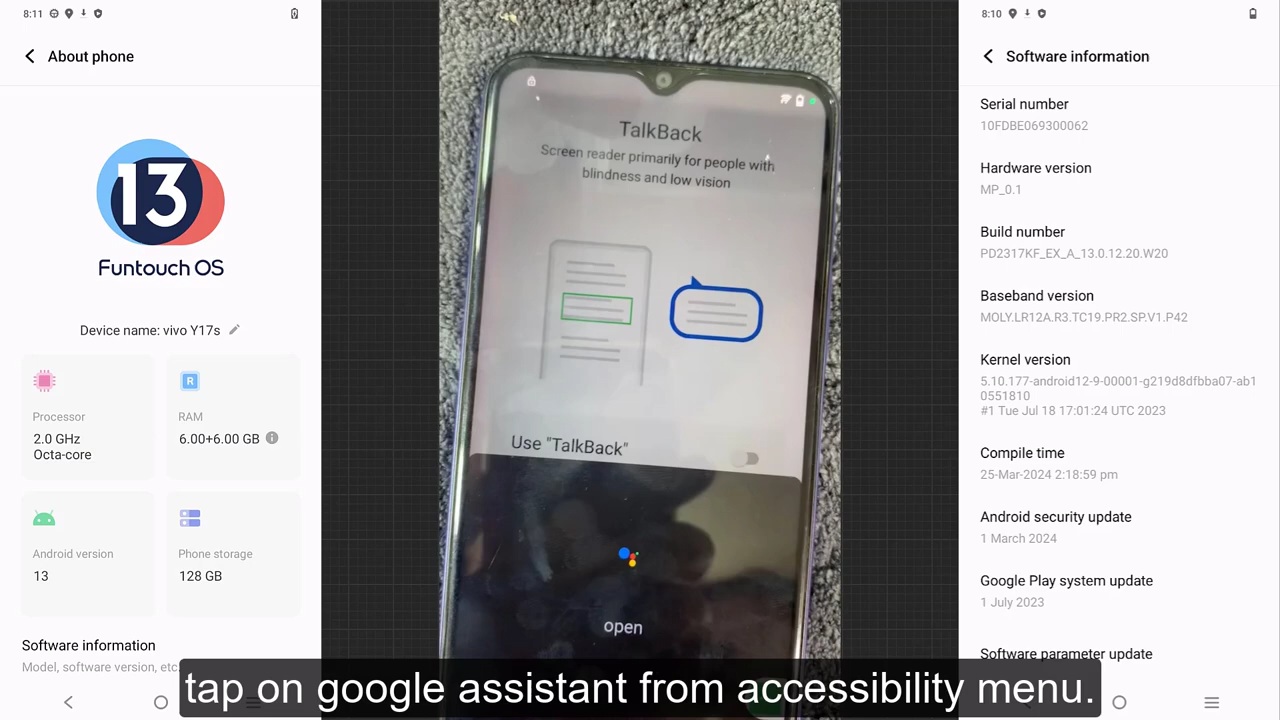 8:11
About phone
13
Funtouch OS
Device name: vivo Y17s
Processor
2.0 GHz
Octa-core
R
RAM
6.00+6.00 GB
Android version
13
Phone storage
128 GB
Software information
Model, software version, etc
TalkBack
Screen reader primarily for people with
blindness and low vision
Use "TalkBack"
open
8:10
Software information
Serial number
10FDBE069300062
Hardware version
MP_0.1
Build number
PD2317KF_EX_A_13.0.12.20.W20
Baseband version
MOLY.LR12A.R3.TC19.PR2.SP.V1.P42
Kernel version
5.10.177-android12-9-00001-g219d8dfbba07-ab1
0551810
#1 Tue Jul 18 17:01:24 UTC 2023
Compile time
25-Mar-2024 2:18:59 pm
Android security update
1 March 2024
Google Play system update
1 July 2023
Software parameter update
tap on google assistant from accessibility menu.